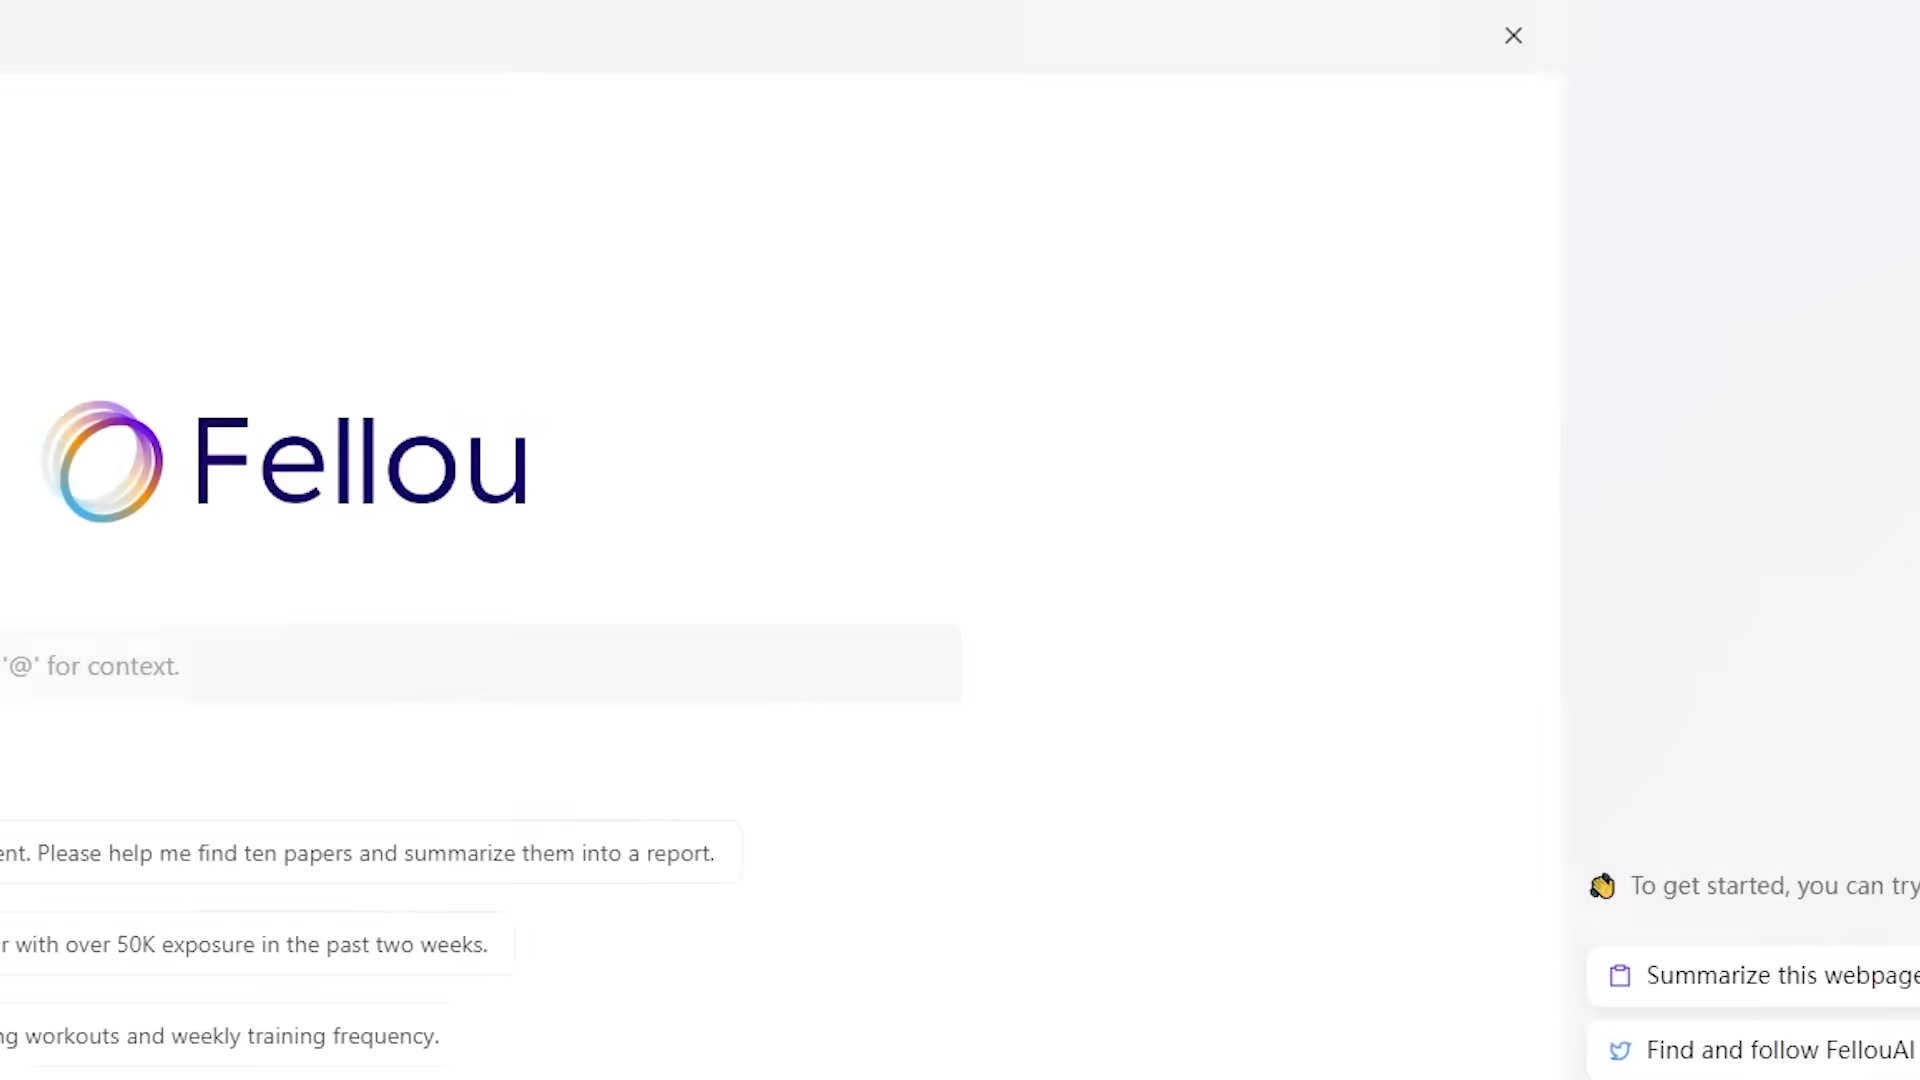 Fellou
'@' for context.
ent. Please help me find ten papers and summarize them into a report.
r with over 50K exposure in the past two weeks.
ng workouts and weekly training frequency.
To get started, you can try
Summarize this webpage
Find and follow FellouAI